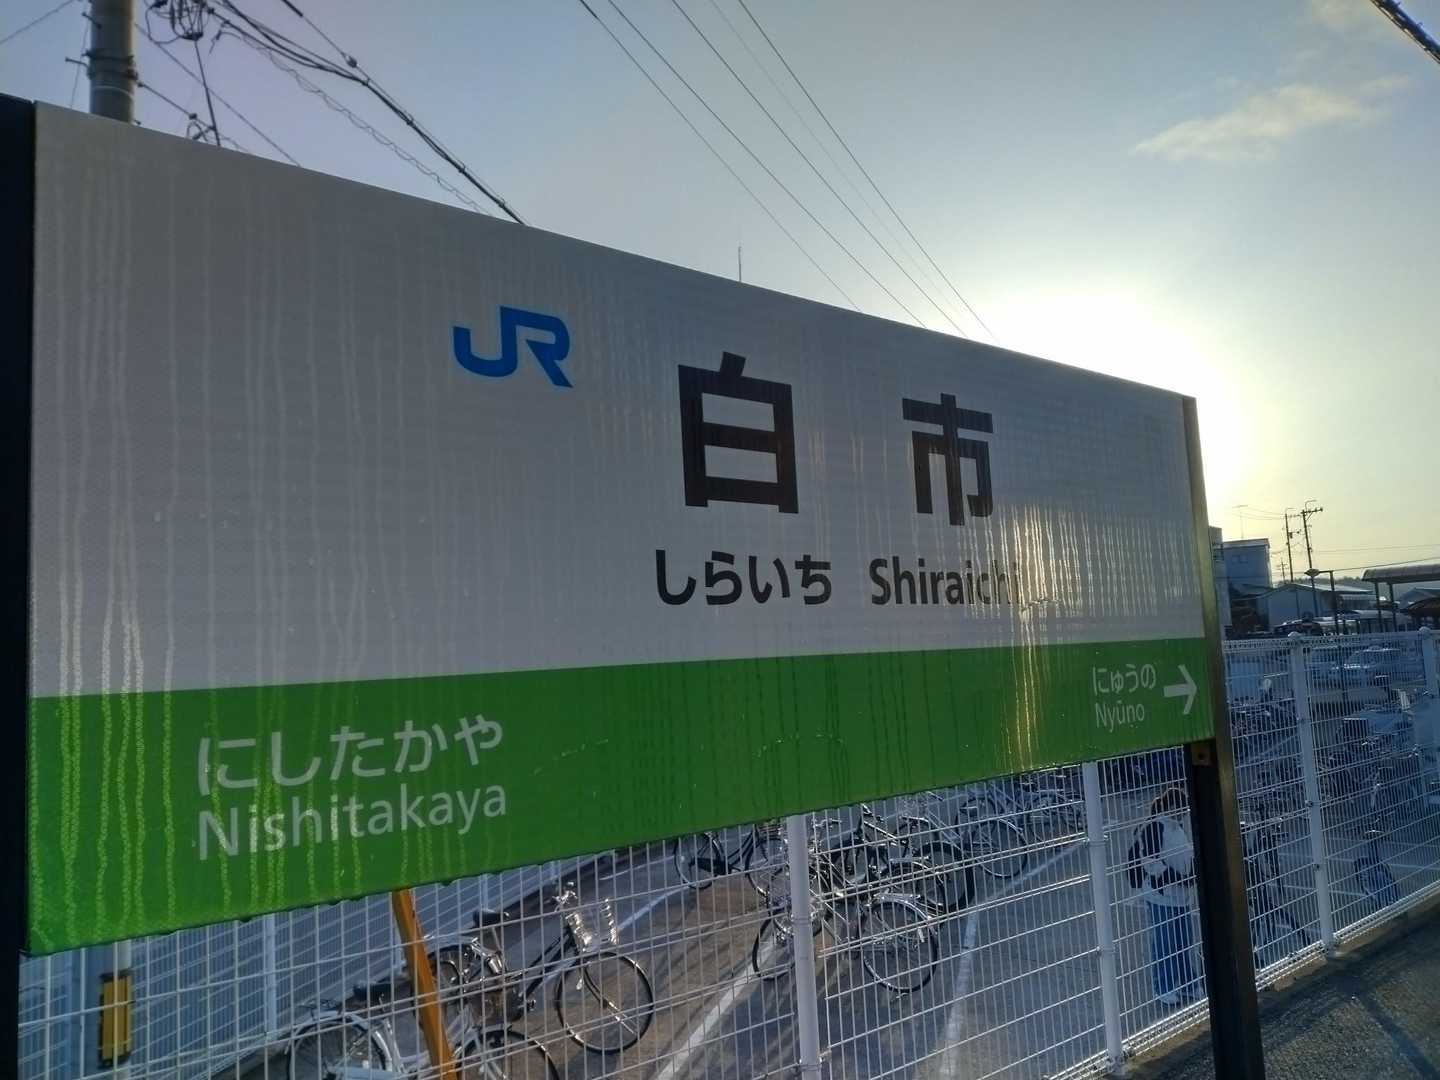 JR
白市
しらいち Shiraichi
にしたかや
Nishitakaya
にゅうの →
Nyūno